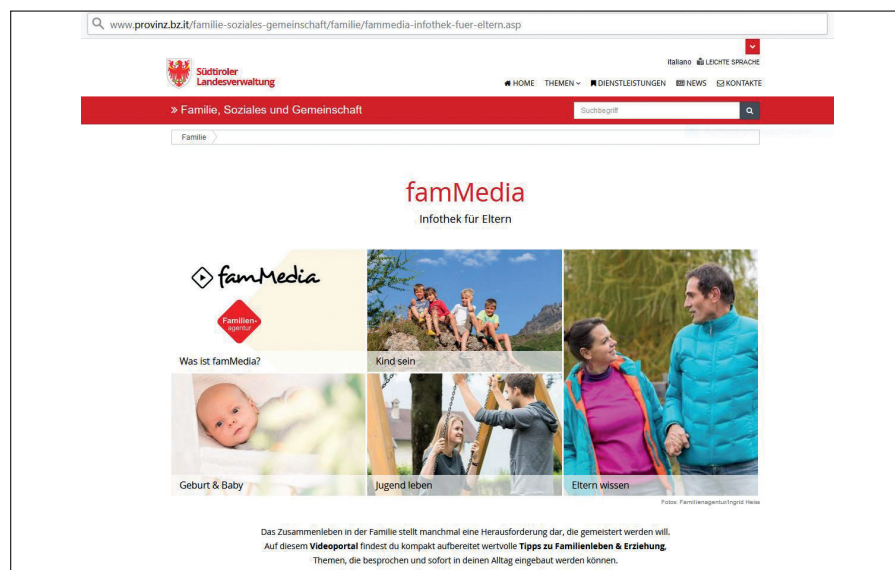 www.provinz.bz.it/familie-soziales-gemeinschaft/familie/fammedia-infothek-fuer-eltern.asp
Italiano LEICHTE SPRACHE
Südtiroler
Landesverwaltung
HOME THEMEN DIENSTLEISTUNGEN NEWS KONTAKTE
» Familie, Soziales und Gemeinschaft
Suchbegriff
Familie
famMedia
Infothek für Eltern
famMedia
Familien-
agentur
Was ist famMedia?
Kind sein
Geburt & Baby
Jugend leben
Eltern wissen
Fotos: Familienagentur/Ingrid Heiss
Das Zusammenleben in der Familie stellt manchmal eine Herausforderung dar, die gemeistert werden will.
Auf diesem Videoportal findest du kompakt aufbereitet wertvolle Tipps zu Familienleben & Erziehung,
Themen, die besprochen und sofort in deinen Alltag eingebaut werden können.